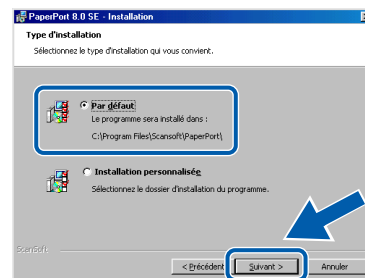 PaperPort 8.0 SE - Installation
Type d'installation
Sélectionnez le type d'installation qui vous convient.
Par défaut
Le programme sera installé dans :
C:\Program Files\Scansoft\PaperPort\
Installation personnalisée
Sélectionnez le dossier d'installation du programme.
ScanSoft
< Précédent
Suivant >
Annuler